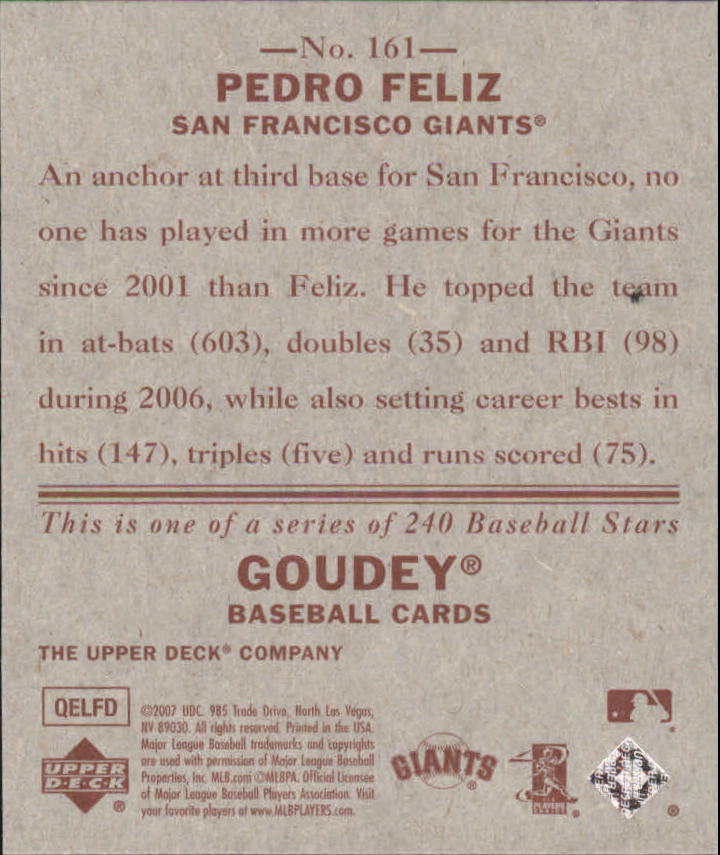 —No. 161—
PEDRO FELIZ
SAN FRANCISCO GIANTS®
An anchor at third base for San Francisco, no
one has played in more games for the Giants
since 2001 than Feliz. He topped the team
in at-bats (603), doubles (35) and RBI (98)
during 2006, while also setting career bests in
hits (147), triples (five) and runs scored (75).
This is one of a series of 240 Baseball Stars
GOUDEY®
BASEBALL CARDS
THE UPPER DECK® COMPANY
QELFD
UPPER
D·E·C·K
®
©2007 UDC. 985 Trade Drive, North Las Vegas,
NV 89030. All rights reserved. Printed in the USA.
Major League Baseball trademarks and copyrights
are used with permission of Major League Baseball
Properties, Inc. MLB.com ©MLBPA. Official Licensee
of Major League Baseball Players Association. Visit
your favorite players at www.MLBPLAYERS.com.
GIANTS
®
PLAYERS
®
®